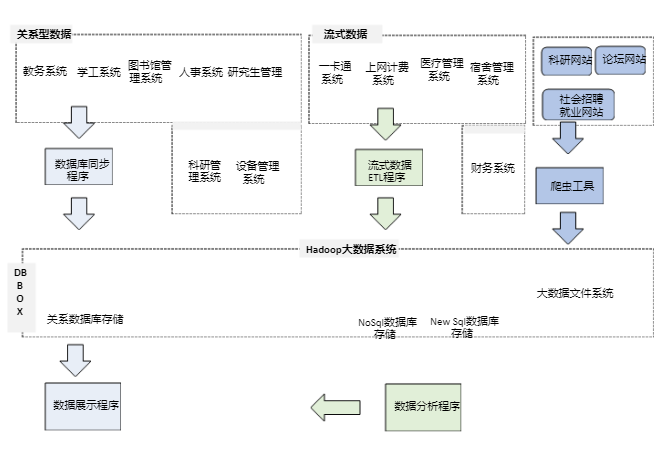 关系型数据
教务系统
学工系统
图书馆管
理系统
人事系统
研究生管理
科研管
理系统
设备管理
系统
数据库同步
程序
流式数据
一卡通
系统
上网计费
系统
医疗管理
系统
宿舍管理
系统
财务系统
流式数据
ETL程序
科研网站
论坛网站
社会招聘
就业网站
爬虫工具
Hadoop大数据系统
DB
B
O
X
关系数据库存储
NoSql数据库
存储
New Sql数据库
存储
大数据文件系统
数据展示程序
数据分析程序